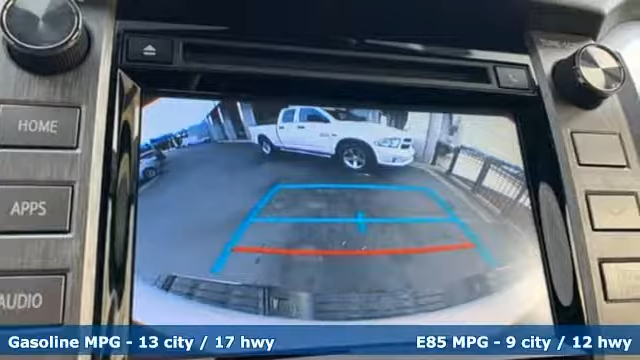 HOME
APPS
AUDIO
Gasoline MPG - 13 city / 17 hwy
E85 MPG - 9 city / 12 hwy